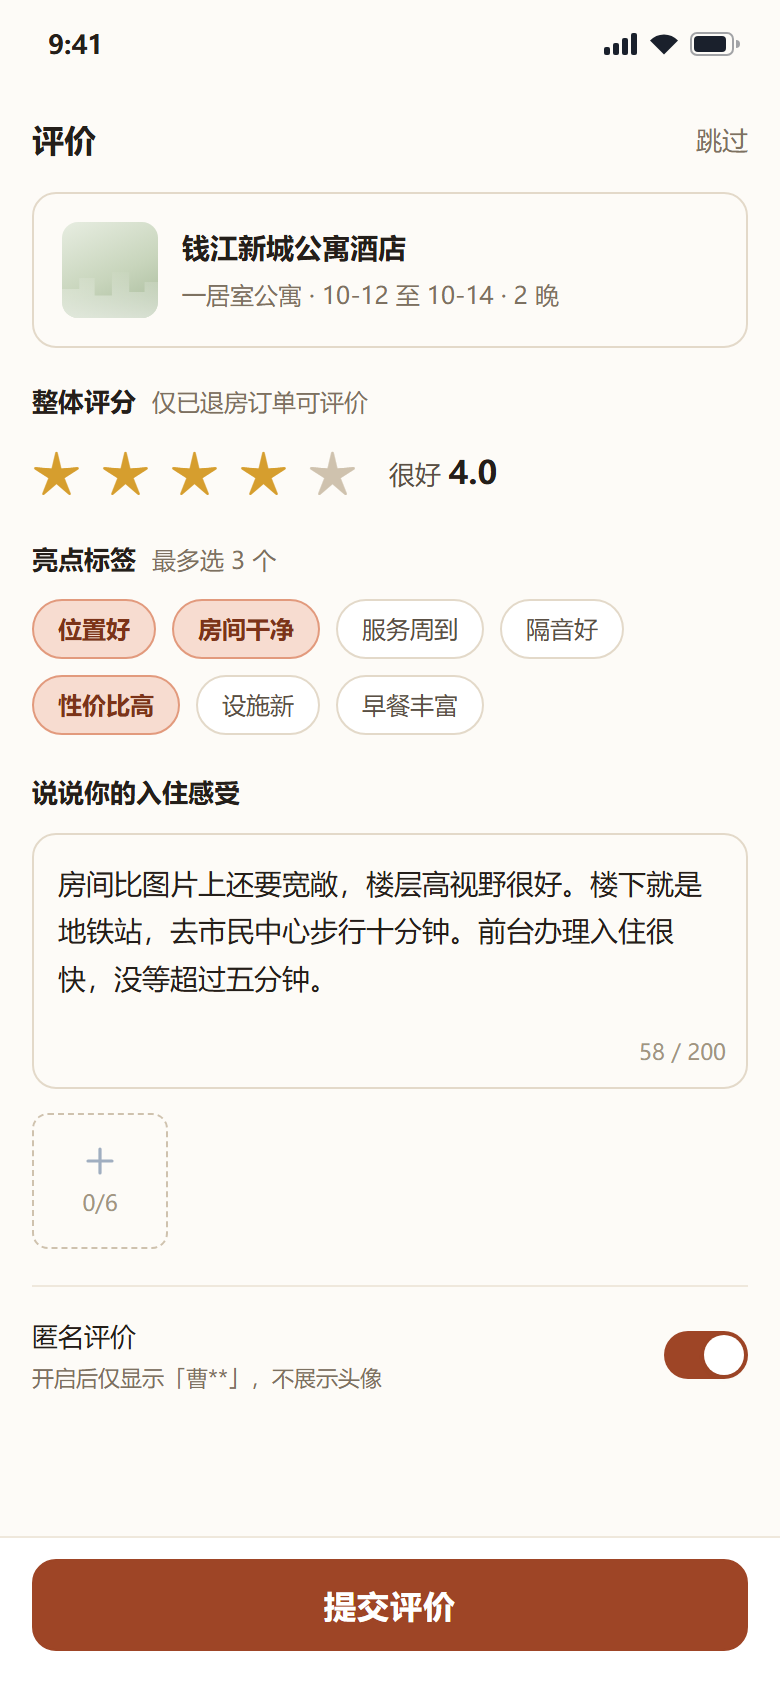 9:41
评价
跳过
钱江新城公寓酒店
一居室公寓 · 10-12 至 10-14 · 2 晚
整体评分 仅已退房订单可评价
很好 4.0
亮点标签 最多选 3 个
位置好 房间干净 服务周到 隔音好
性价比高 设施新 早餐丰富
说说你的入住感受
房间比图片上还要宽敞，楼层高视野很好。楼下就是
地铁站，去市民中心步行十分钟。前台办理入住很
快，没等超过五分钟。
58 / 200
0/6
匿名评价
开启后仅显示「曹**」，不展示头像
提交评价